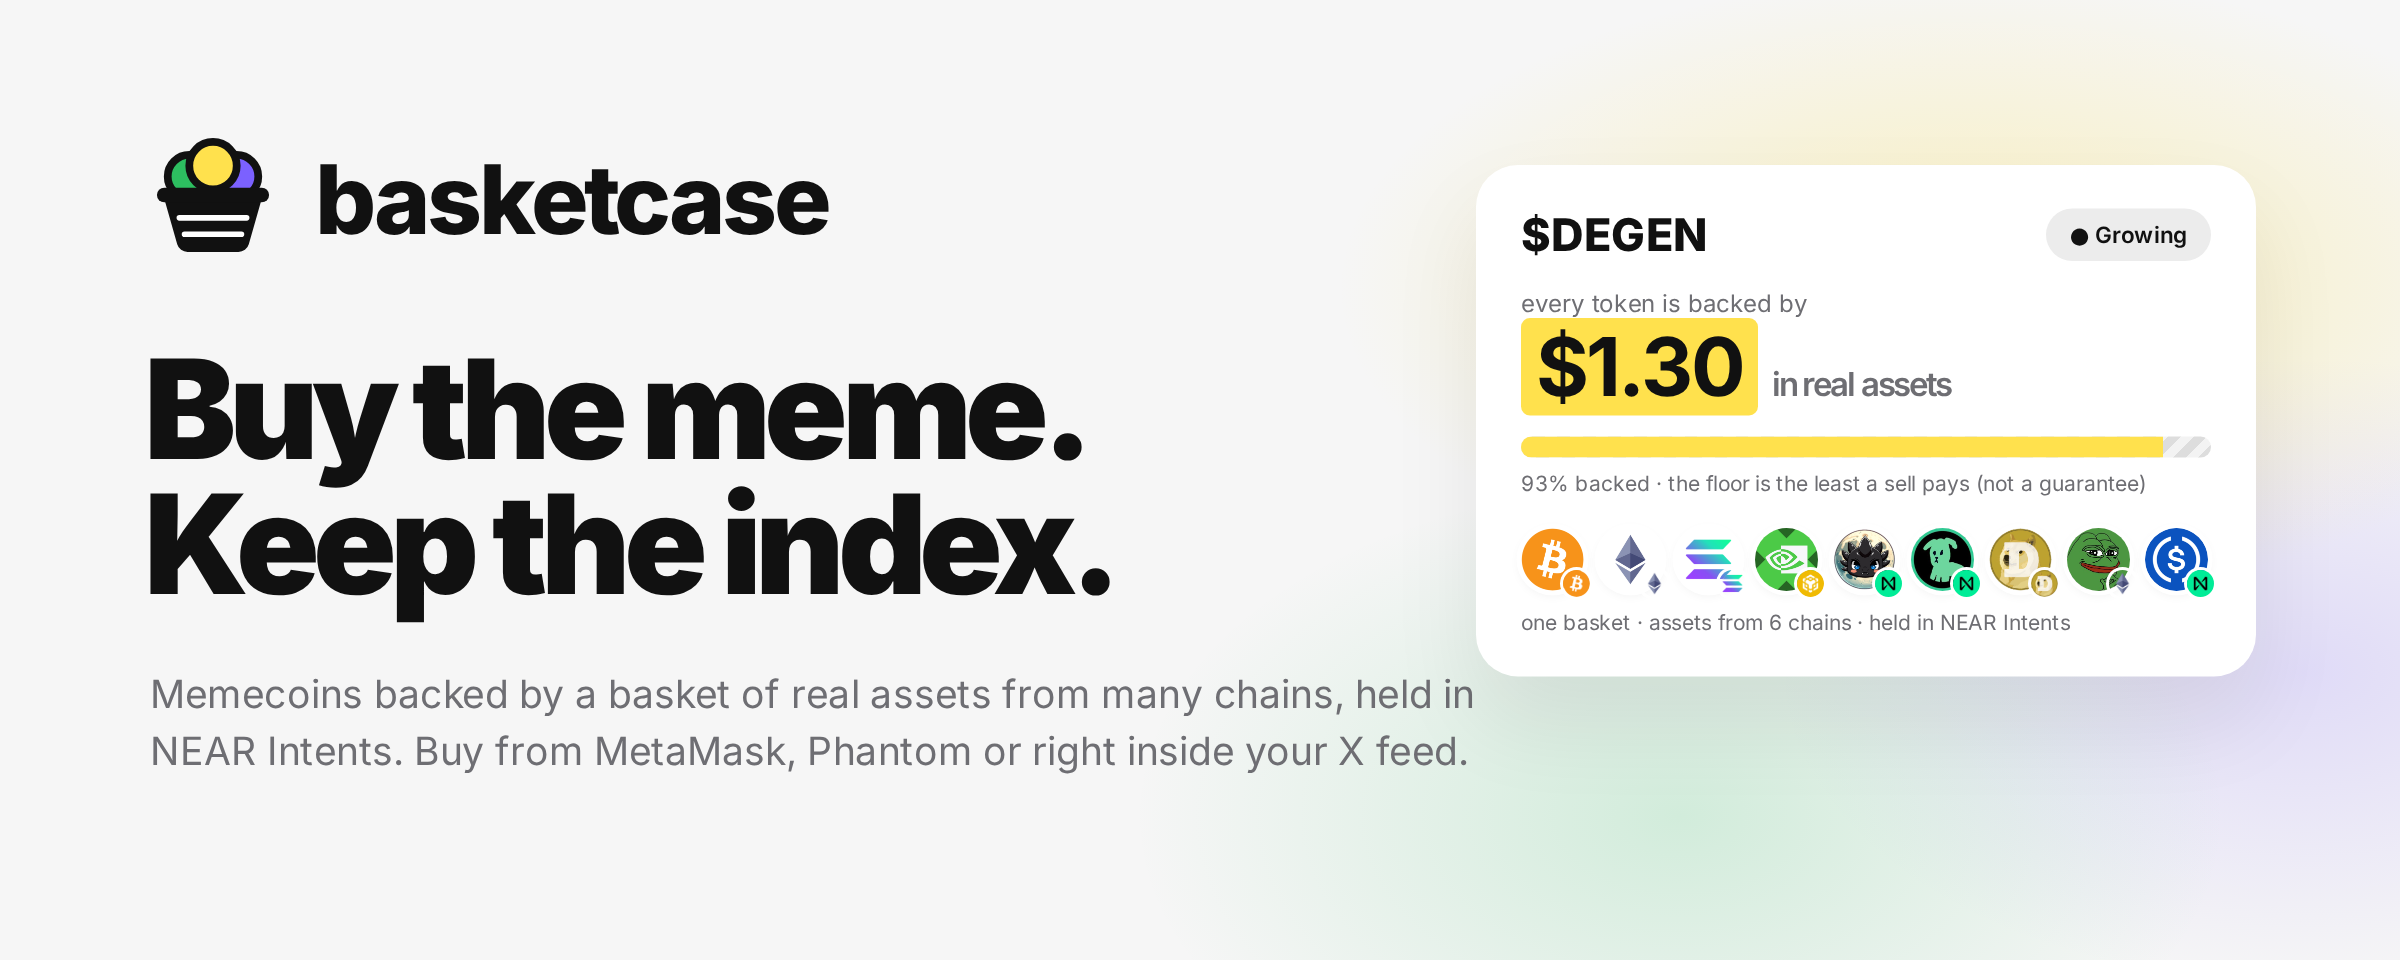 basketcase
Buy the meme.
Keep the index.
Memecoins backed by a basket of real assets from many chains, held in
NEAR Intents. Buy from MetaMask, Phantom or right inside your X feed.
$DEGEN
Growing
every token is backed by
$1.30 in real assets
93% backed · the floor is the least a sell pays (not a guarantee)
one basket · assets from 6 chains · held in NEAR Intents